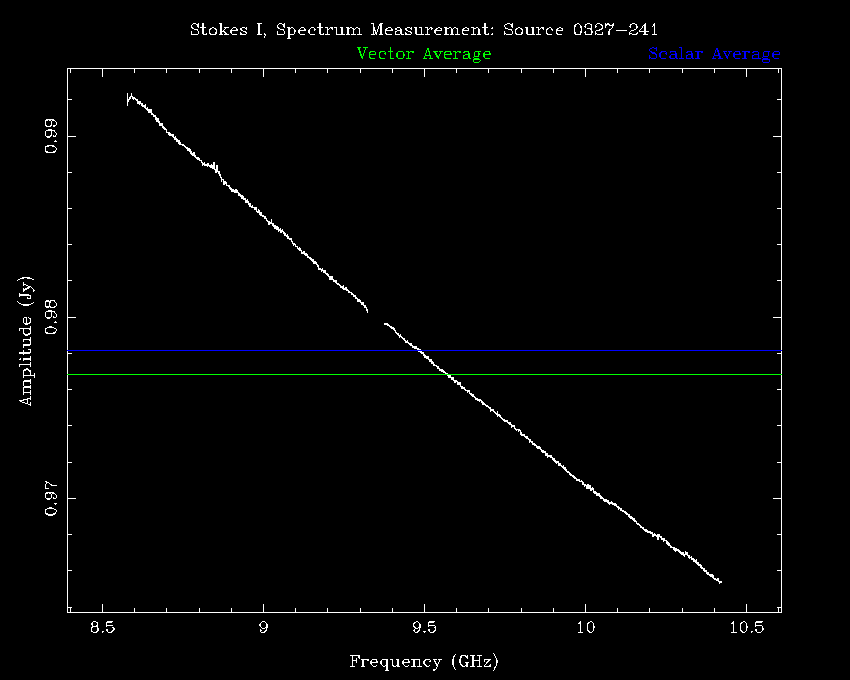 Stokes I, Spectrum Measurement: Source 0327-241
Vector Average Scalar Average
0.99
0.98
0.97
Amplitude (Jy)
8.5 9 9.5 10 10.5
Frequency (GHz)